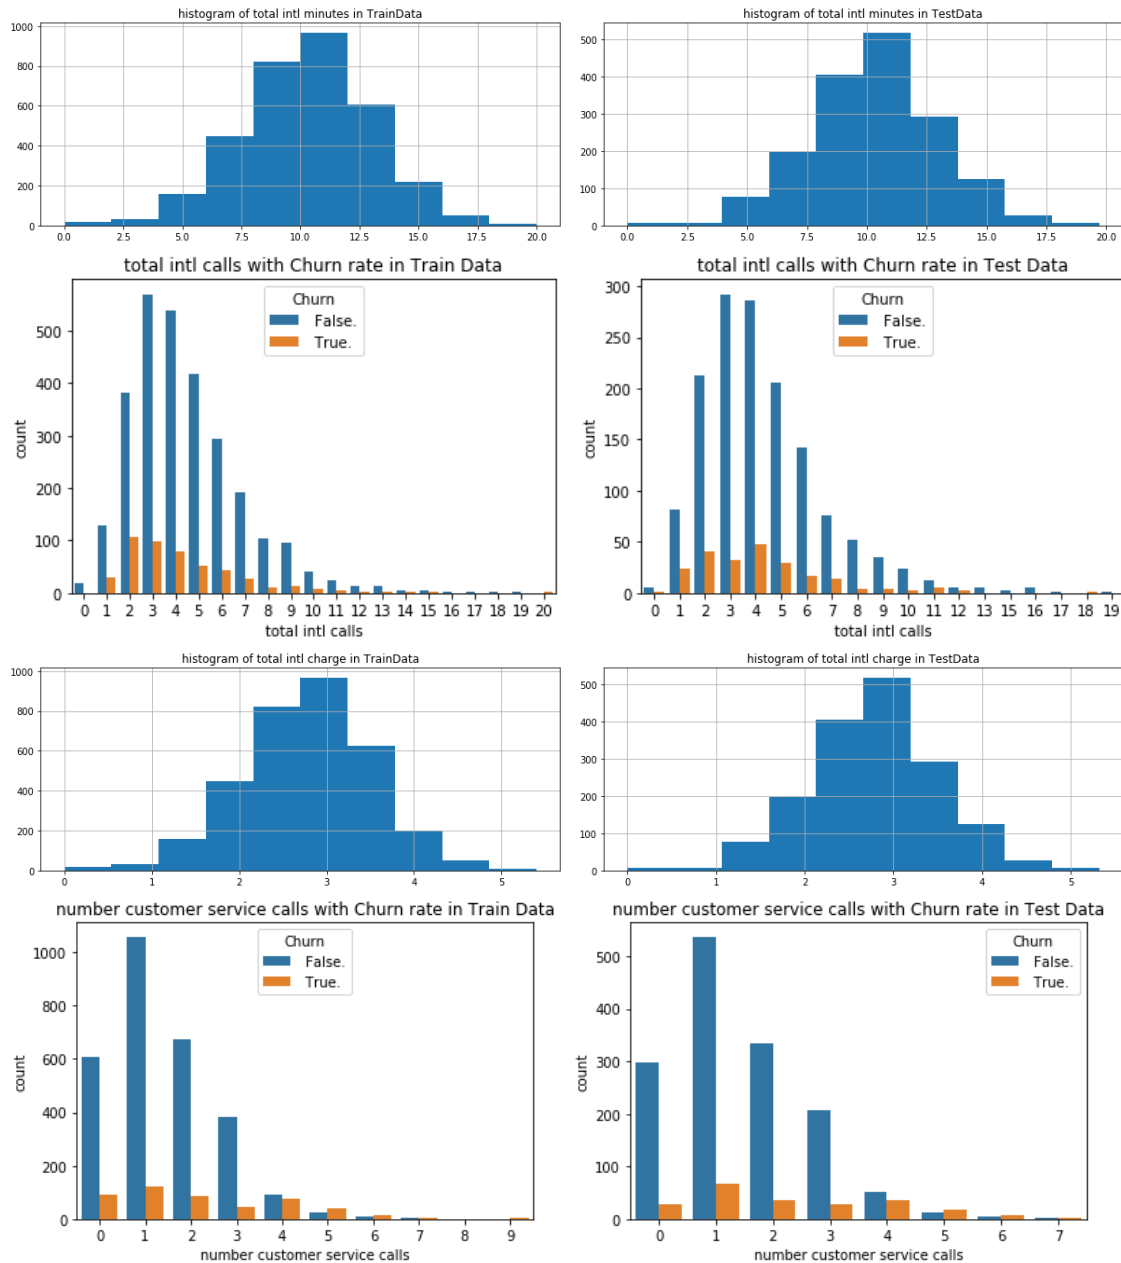 histogram of total intl minutes in TrainData
1000
800
600
400
200
0
0.0 2.5 5.0 7.5 10.0 12.5 15.0 17.5 20.0
histogram of total intl minutes in TestData
500
400
300
200
100
0
0.0 2.5 5.0 7.5 10.0 12.5 15.0 17.5 20.0
total intl calls with Churn rate in Train Data
Churn
False.
True.
count
500
400
300
200
100
0
0 1 2 3 4 5 6 7 8 9 10 11 12 13 14 15 16 17 18 19 20
total intl calls
total intl calls with Churn rate in Test Data
Churn
False.
True.
count
300
250
200
150
100
50
0
0 1 2 3 4 5 6 7 8 9 10 11 12 13 15 16 17 18 19
total intl calls
histogram of total intl charge in TrainData
1000
800
600
400
200
0
0 1 2 3 4 5
histogram of total intl charge in TestData
500
400
300
200
100
0
0 1 2 3 4 5
number customer service calls with Churn rate in Train Data
Churn
False.
True.
count
1000
800
600
400
200
0
0 1 2 3 4 5 6 7 8 9
number customer service calls
number customer service calls with Churn rate in Test Data
Churn
False.
True.
count
500
400
300
200
100
0
0 1 2 3 4 5 6 7
number customer service calls